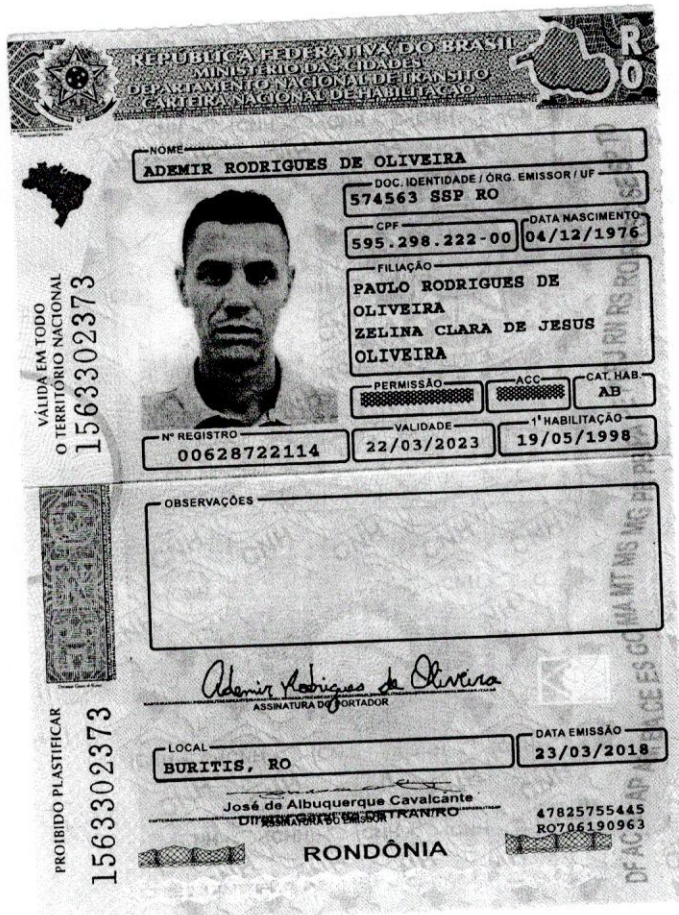 REPÚBLICA FEDERATIVA DO BRASIL
MINISTÉRIO DAS CIDADES
DEPARTAMENTO NACIONAL DE TRÂNSITO
CARTEIRA NACIONAL DE HABILITAÇÃO
RO
NOME
ADEMIR RODRIGUES DE OLIVEIRA
DOC. IDENTIDADE / ÓRG. EMISSOR / UF
574563 SSP RO
CPF
595.298.222-00
DATA NASCIMENTO
04/12/1976
FILIAÇÃO
PAULO RODRIGUES DE
OLIVEIRA
ZELINA CLARA DE JESUS
OLIVEIRA
PERMISSÃO
ACC
CAT. HAB.
AB
Nº REGISTRO
00628722114
VALIDADE
22/03/2023
1ª HABILITAÇÃO
19/05/1998
VÁLIDA EM TODO
O TERRITÓRIO NACIONAL
1563302373
OBSERVAÇÕES
Ademir Rodrigues de Oliveira
ASSINATURA DO PORTADOR
LOCAL
BURITIS, RO
DATA EMISSÃO
23/03/2018
José de Albuquerque Cavalcante
ASSINATURA DO EMISSOR
47825755445
RO706190963
RONDÔNIA
PROIBIDO PLASTIFICAR
1563302373